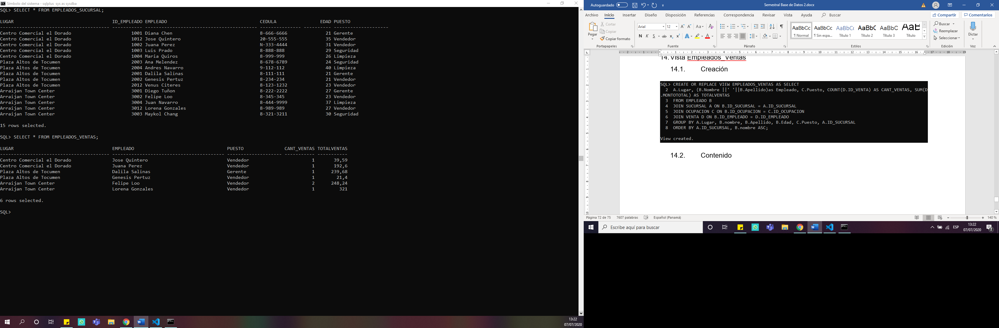 Símbolo del sistema - sqlplus  sys as sysdba
SQL> SELECT * FROM EMPLEADOS_SUCURSAL;
LUGAR ID_EMPLEADO EMPLEADO CEDULA EDAD PUESTO
---------------------------------------- ----------- ----------------------------------------- --------------- ---------- --------------------
Centro Comercial el Dorado 1001 Diana Chen 8-666-6666 21 Gerente
Centro Comercial el Dorado 1012 Jose Quintero 20-555-555 35 Vendedor
Centro Comercial el Dorado 1002 Juana Perez N-333-4444 31 Vendedor
Centro Comercial el Dorado 1003 Luis Prado 8-888-888 29 Seguridad
Centro Comercial el Dorado 1004 Maria Quiros 8-999-999 26 Limpieza
Plaza Altos de Tocumen 2003 Ana Melendez 8-678-6789 24 Seguridad
Plaza Altos de Tocumen 2004 Andres Navarro 9-112-112 40 Limpieza
Plaza Altos de Tocumen 2001 Dalila Salinas 8-111-111 21 Gerente
Plaza Altos de Tocumen 2002 Genesis Pertuz 8-234-234 21 Vendedor
Plaza Altos de Tocumen 2012 Venus Citeres 8-123-1232 23 Vendedor
Arraijan Town Center 3001 Diego Tuñon 8-222-2222 27 Gerente
Arraijan Town Center 3002 Felipe Loo 8-345-345 23 Vendedor
Arraijan Town Center 3004 Juan Navarro 8-444-9999 37 Limpieza
Arraijan Town Center 3012 Lorena Gonzales 8-989-989 27 Vendedor
Arraijan Town Center 3003 Maykol Chang 8-321-3211 30 Seguridad
15 rows selected.
SQL> SELECT * FROM EMPLEADOS_VENTAS;
LUGAR EMPLEADO PUESTO CANT_VENTAS TOTALVENTAS
---------------------------------------- ----------------------------------------- -------------------- ----------- -----------
Centro Comercial el Dorado Jose Quintero Vendedor 1 39,59
Centro Comercial el Dorado Juana Perez Vendedor 1 192,6
Plaza Altos de Tocumen Dalila Salinas Gerente 1 239,68
Plaza Altos de Tocumen Genesis Pertuz Vendedor 1 21,4
Arraijan Town Center Felipe Loo Vendedor 2 248,24
Arraijan Town Center Lorena Gonzales Vendedor 1 321
6 rows selected.
SQL>
13:22
07/07/2020
Autoguardado Semestral Base de Datos 2.docx
Archivo Inicio Insertar Diseño Disposición Referencias Correspondencia Revisar Vista Ayuda Buscar Compartir Comentarios
Pegar
Cortar
Copiar
Copiar formato
Portapapeles
Arial 12
N K S ab
Fuente
Párrafo
AaBbCc AaBbCc AaBbCc AaBbC AaBbCc AaB
¶ Normal ¶ Sin espa... Título 1 Título 2 Título 3 Título
Estilos
Buscar
Reemplazar
Seleccionar
Edición
Dictar
Voz
14. Vista Empleados_Ventas
14.1. Creación
SQL> CREATE OR REPLACE VIEW EMPLEADOS_VENTAS AS SELECT
2 A.Lugar, (B.Nombre ||' '||B.Apellido)as Empleado, C.Puesto, COUNT(D.ID_VENTA) AS CANT_VENTAS, SUM(D
.MONTOTOTAL) AS TOTALVENTAS
3 FROM EMPLEADO B
4 JOIN SUCURSAL A ON B.ID_SUCURSAL = A.ID_SUCURSAL
5 JOIN OCUPACION C ON B.ID_OCUPACION = C.ID_OCUPACION
6 JOIN VENTA D ON B.ID_EMPLEADO = D.ID_EMPLEADO
7 GROUP BY A.Lugar, B.nombre, B.Apellido, B.Edad, C.Puesto, A.ID_SUCURSAL
8 ORDER BY A.ID_SUCURSAL, B.nombre ASC;
View created.
14.2. Contenido
Página 72 de 75 7607 palabras Español (Panamá) 140 %
Escribe aquí para buscar
ESP
13:22
07/07/2020
2